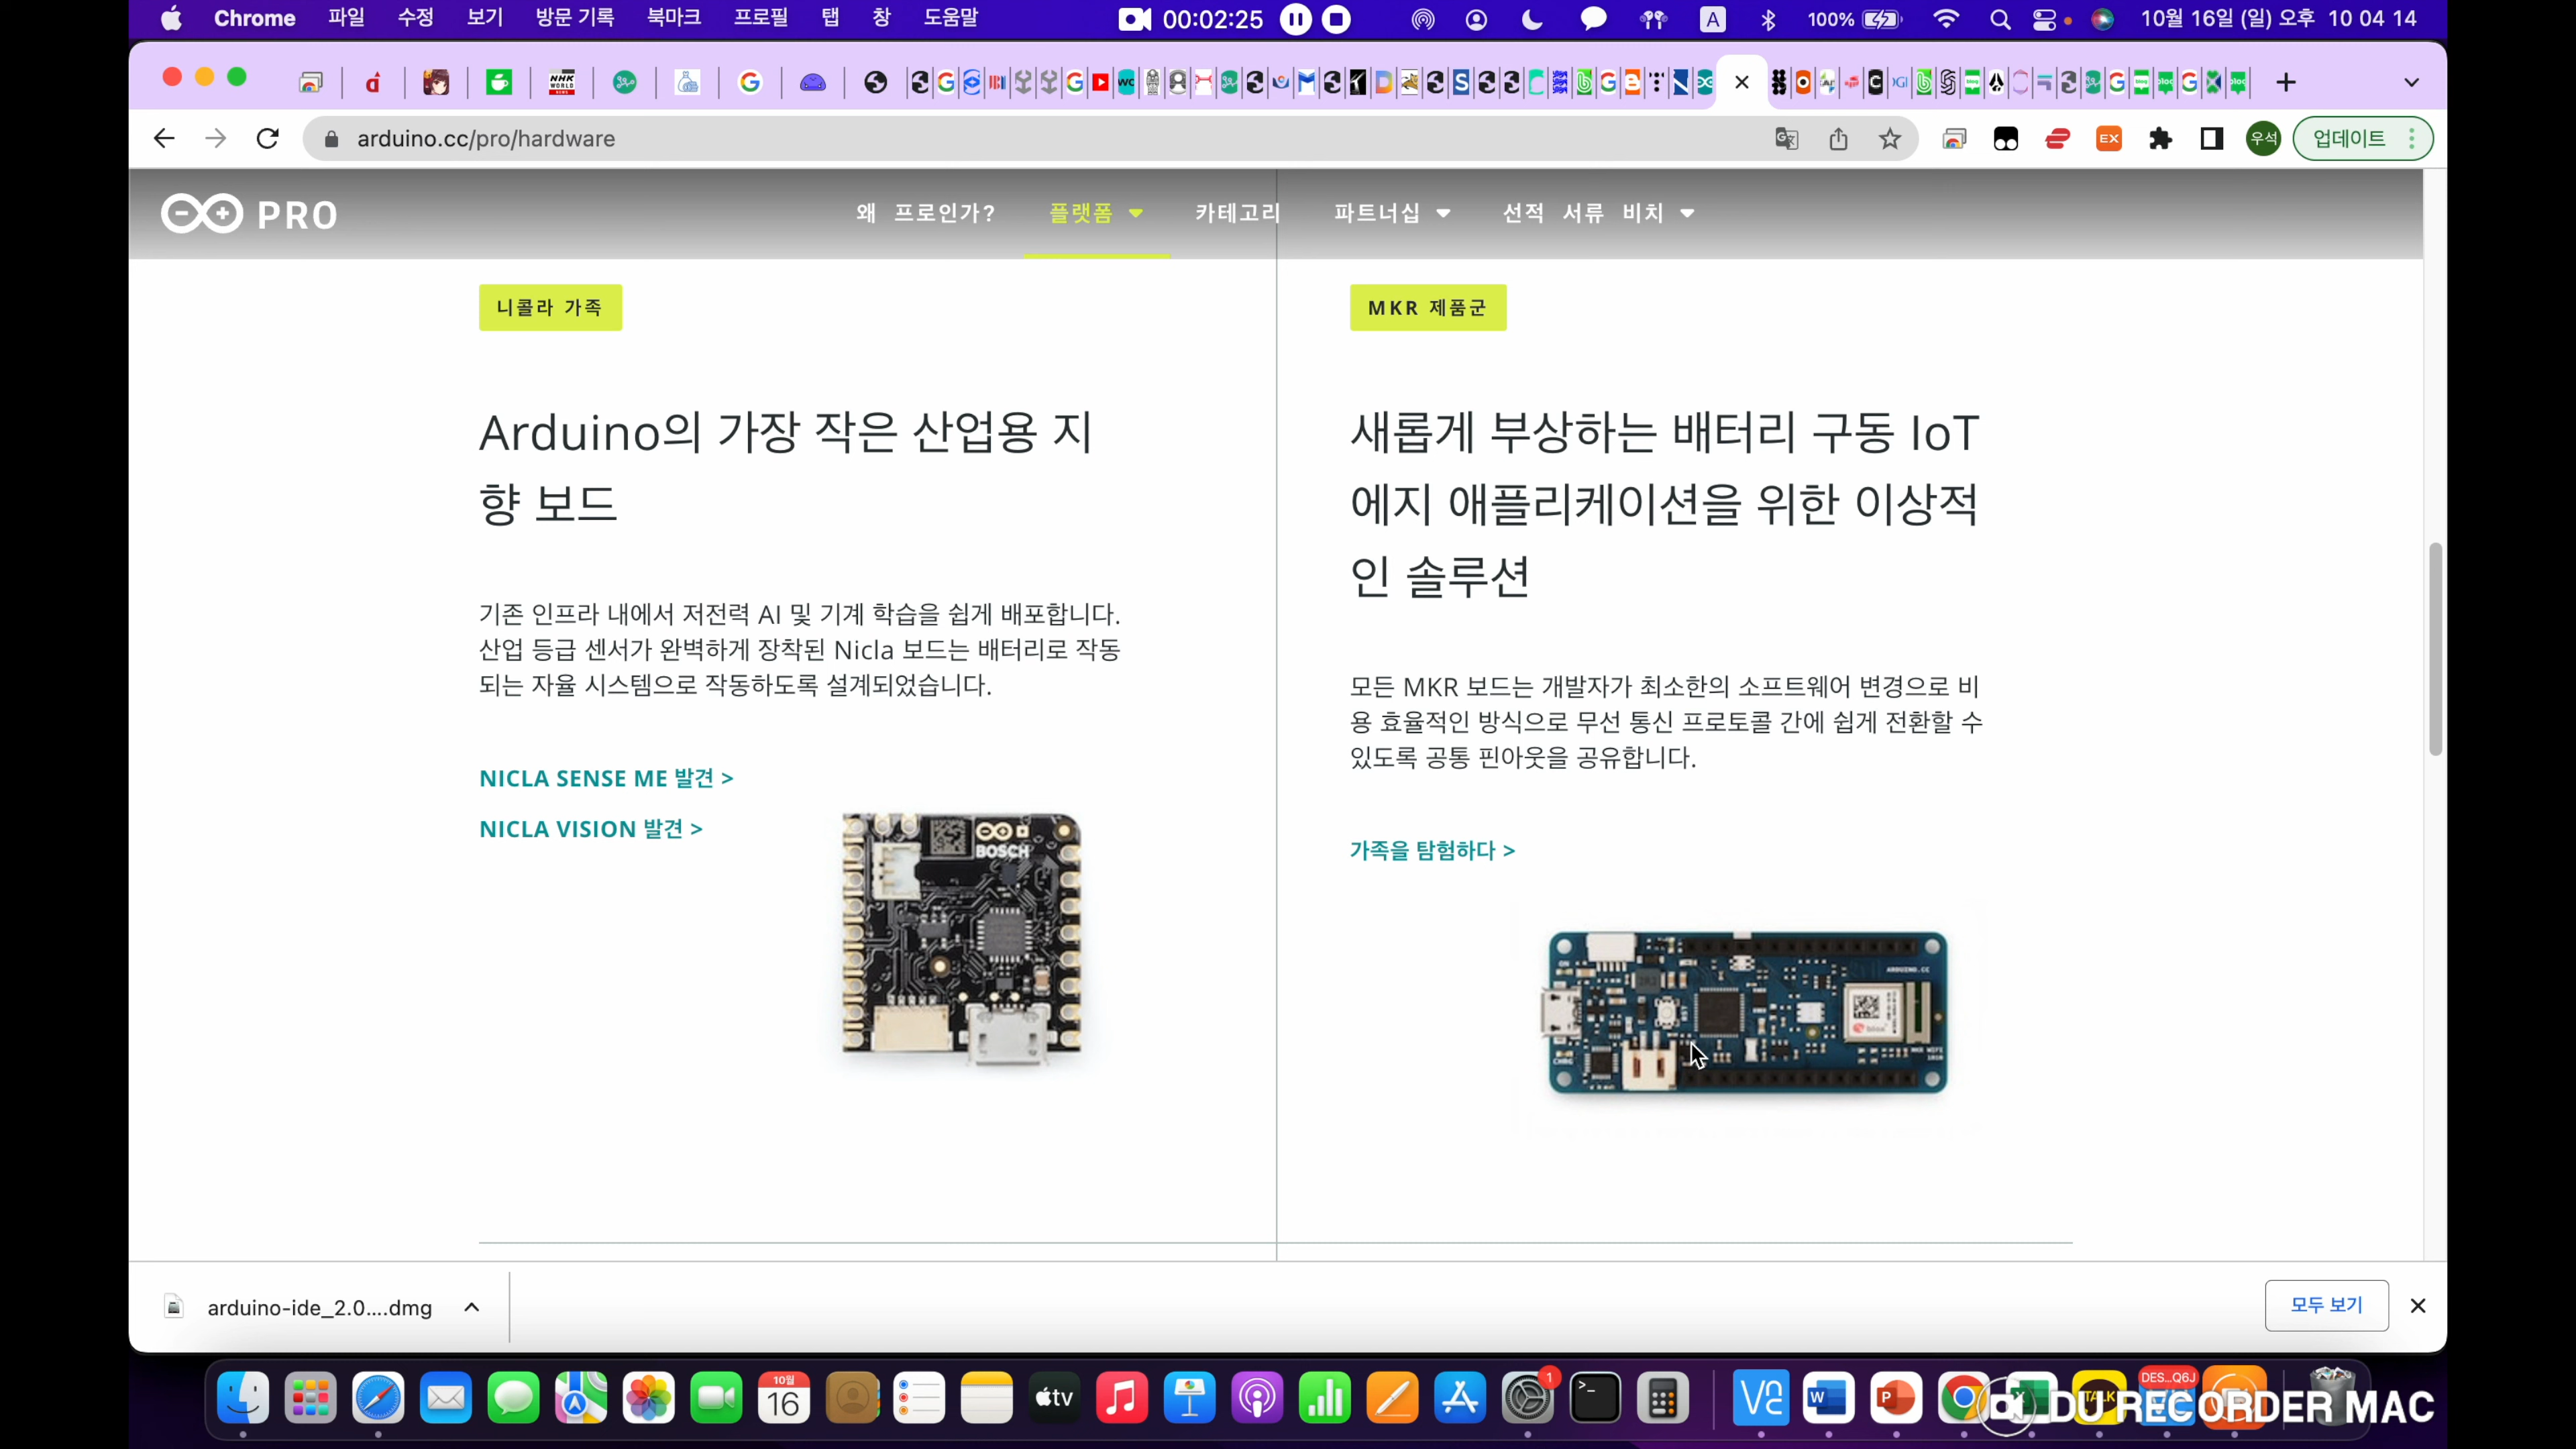 Chrome 파일 수정 보기 방문 기록 북마크 프로필 탭 창 도움말 00:02:25 A 100% 10월 16일 (일) 오후 10 04 14
arduino.cc/pro/hardware
EX
우석
업데이트
PRO
왜 프로인가?
플랫폼
카테고리
파트너십
선적 서류 비치
니콜라 가족
Arduino의 가장 작은 산업용 지
향 보드
기존 인프라 내에서 저전력 AI 및 기계 학습을 쉽게 배포합니다.
산업 등급 센서가 완벽하게 장착된 Nicla 보드는 배터리로 작동
되는 자율 시스템으로 작동하도록 설계되었습니다.
NICLA SENSE ME 발견 >
NICLA VISION 발견 >
BOSCH
MKR 제품군
새롭게 부상하는 배터리 구동 IoT
에지 애플리케이션을 위한 이상적
인 솔루션
모든 MKR 보드는 개발자가 최소한의 소프트웨어 변경으로 비
용 효율적인 방식으로 무선 통신 프로토콜 간에 쉽게 전환할 수
있도록 공통 핀아웃을 공유합니다.
가족을 탐험하다 >
ARDUINO.CC
arduino-ide_2.0....dmg
모두 보기
10월
16
tv
1
DES...Q6J
TALK
DU RECORDER MAC